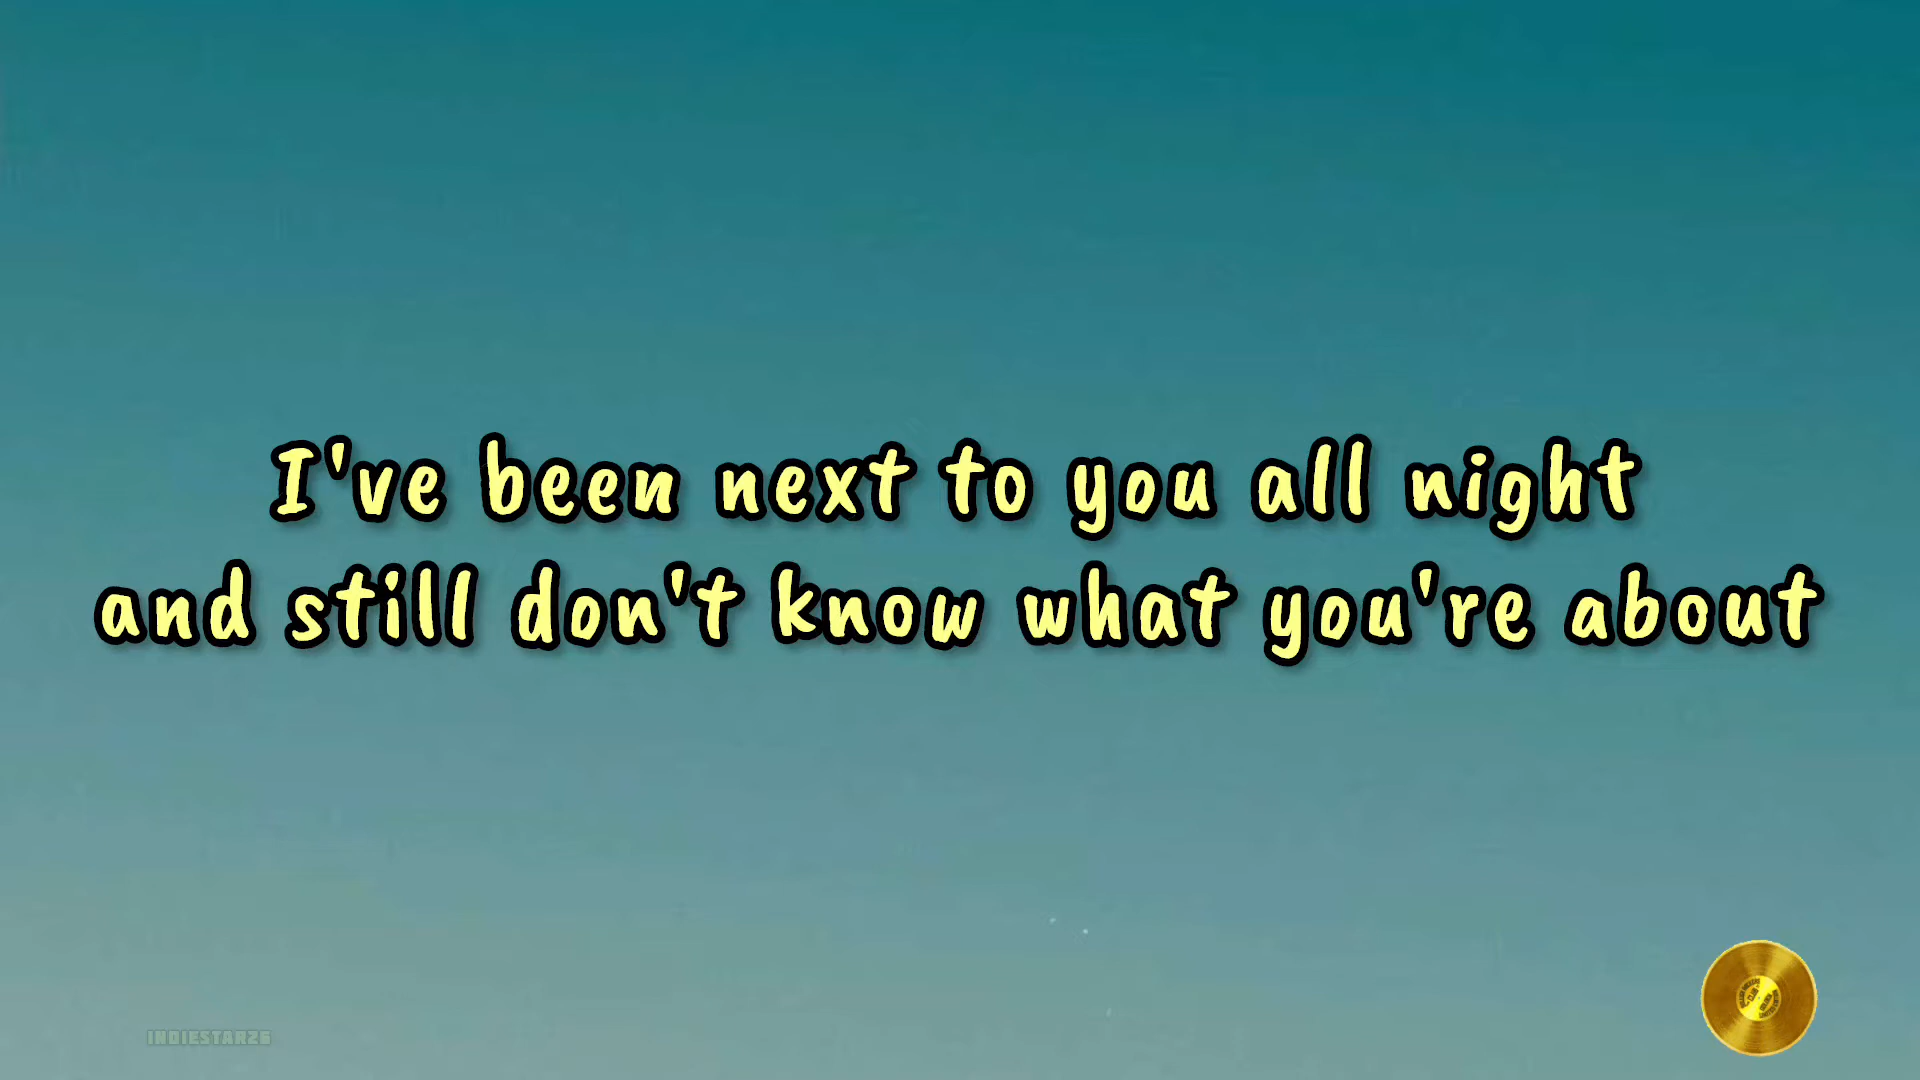 I've been next to you all night
and still don't know what you're about
INDIESTAR26